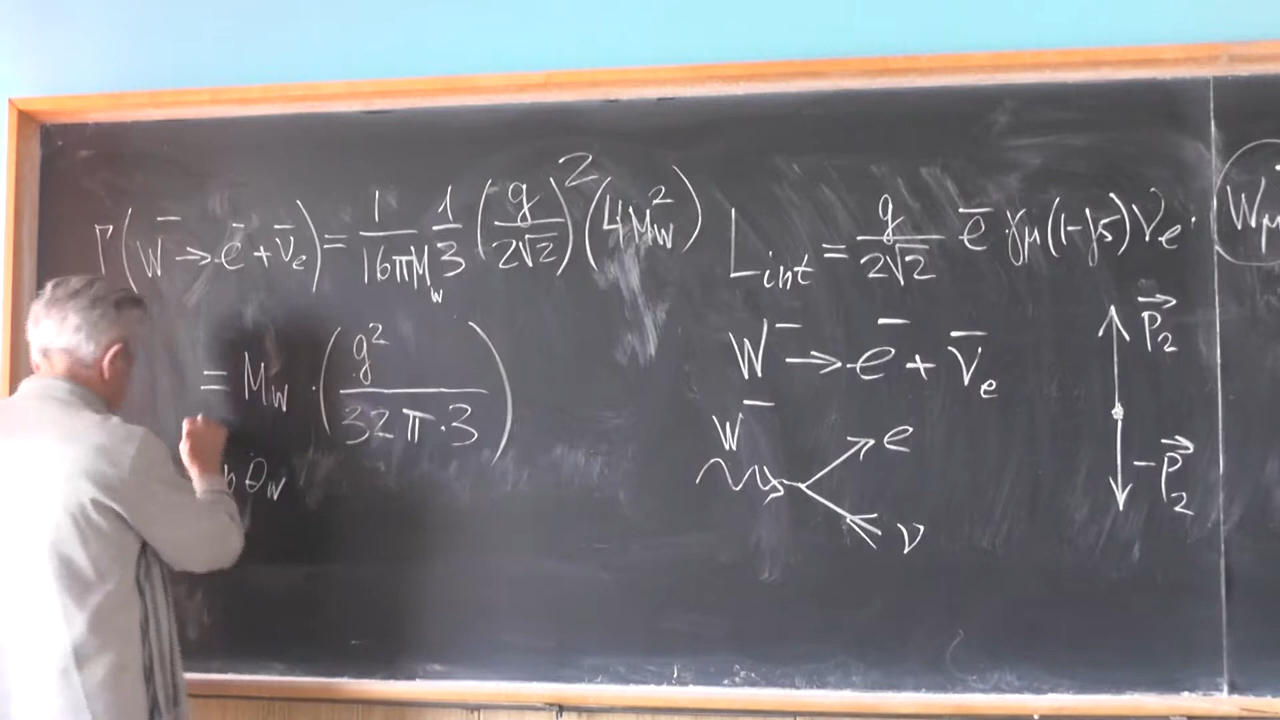 Γ(W⁻ → e⁻ + ν̄ₑ) = 1/(16πM_W) 1/3 (g/(2√2))² (4M_W²)
= M_W · (g²/(32π·3))
θ_W
L_int = g/(2√2) ē γμ(1-γ5)νe
W⁻ → e⁻ + ν̄ₑ
W⁻
e
ν
P⃗₂
-P⃗₂
Wμ